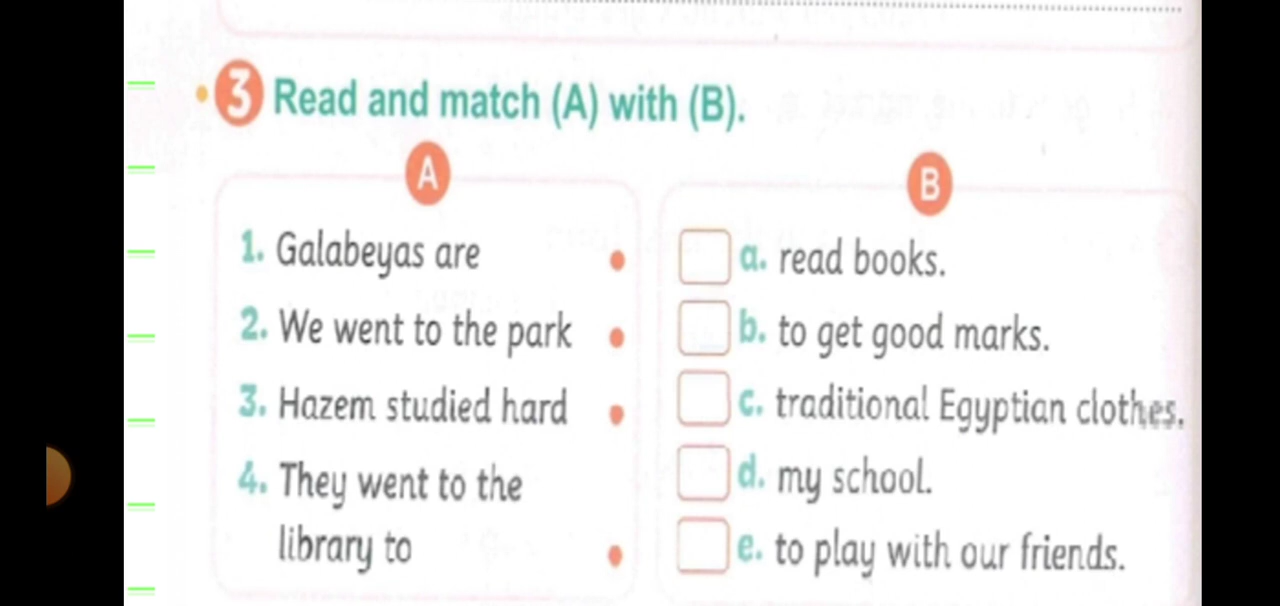 3 Read and match (A) with (B).
A
1. Galabeyas are
2. We went to the park
3. Hazem studied hard
4. They went to the
library to
B
a. read books.
b. to get good marks.
c. traditional Egyptian clothes.
d. my school.
e. to play with our friends.